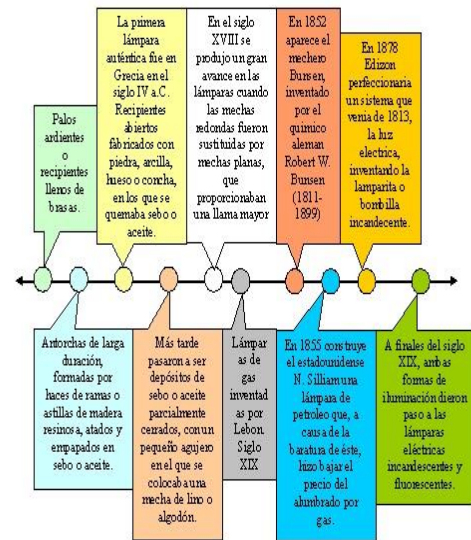 Palos
ardientes
o
recipientes
llenos de
brasas.
La primera
lámpara
auténtica fue en
Grecia en el
siglo IV a.C.
Recipientes
abiertos
fabricados con
piedra, arcilla,
hueso o concha,
en los que se
quemaba sebo o
aceite.
En el siglo
XVIII se
produjo un gran
avance en las
lámparas cuando
las mechas
redondas fueron
sustituidas por
mechas planas,
que
proporcionaban
una llama mayor
En 1852
aparece el
mechero
Bunsen,
inventado
por el
quimico
aleman
Robert W.
Bunsen
(1811-
1899)
En 1878
Edizon
perfeccionaria
un sistema que
venia de 1813,
la luz
electrica,
inventando la
lamparita o
bombilla
incandecente.
Antorchas de larga
duración,
formadas por
haces de ramas o
astillas de madera
resinosa, atados y
empapados en
sebo o aceite.
Más tarde
pasaron a ser
depósitos de
sebo o aceite
parcialmente
cerrados, con un
pequeño agujero
en el que se
colocaba una
mecha de lino o
algodón.
Lámpar
as de
gas
inventad
as por
Lebon.
Siglo
XIX
En 1855 construye
el estadounidense
N. Silliam una
lámpara de
petroleo que, a
causa de la
baratura de éste,
hizo bajar el
precio del
alumbrado por
gas.
A finales del siglo
XIX, ambas
formas de
iluminación dieron
paso a las
lámparas
eléctricas
incandescentes y
fluorescentes.